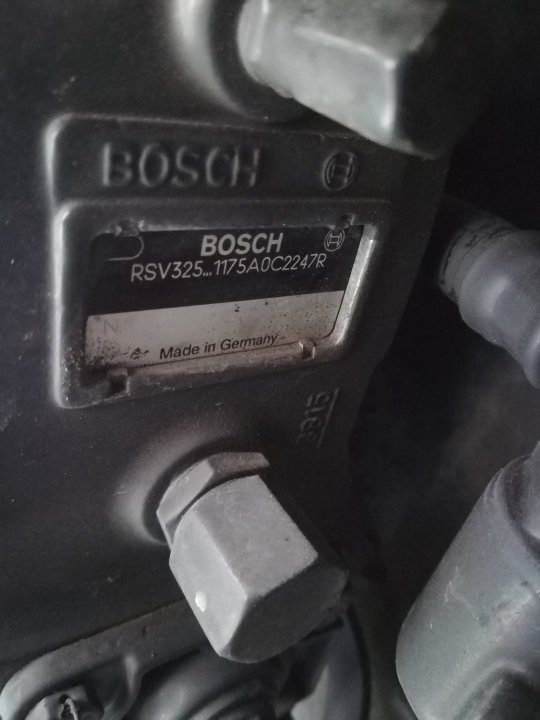 BOSCH
BOSCH
RSV325...1175A0C2247R
Made in Germany